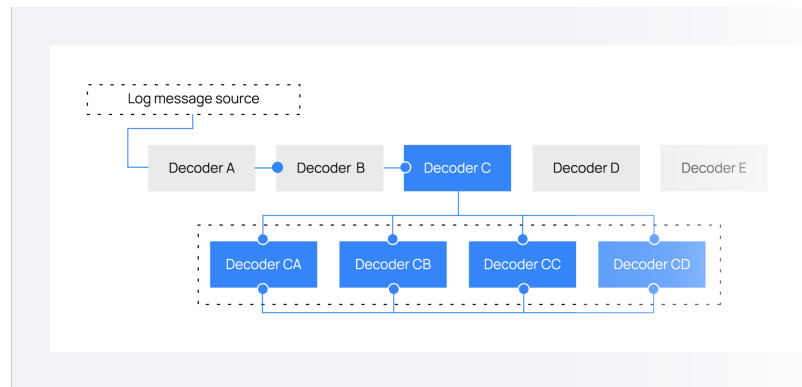 Log message source
Decoder A
Decoder B
Decoder C
Decoder D
Decoder E
Decoder CA
Decoder CB
Decoder CC
Decoder CD